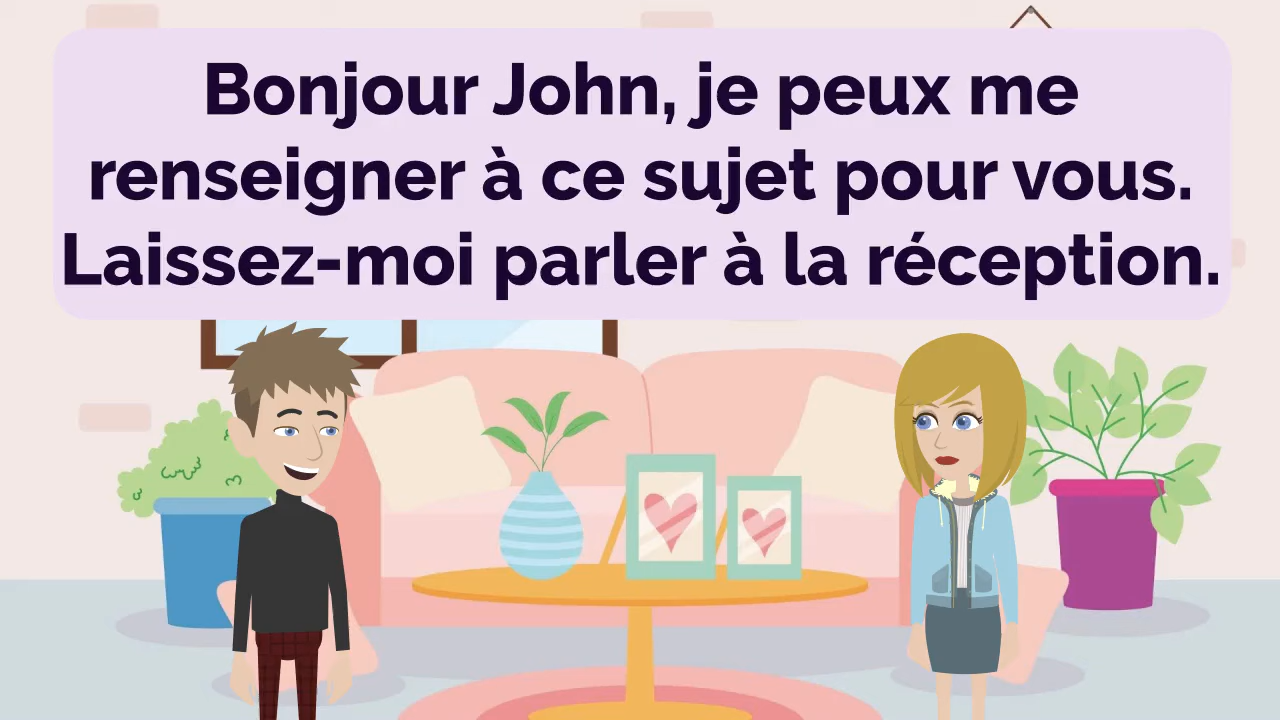 Bonjour John, je peux me
renseigner à ce sujet pour vous.
Laissez-moi parler à la réception.